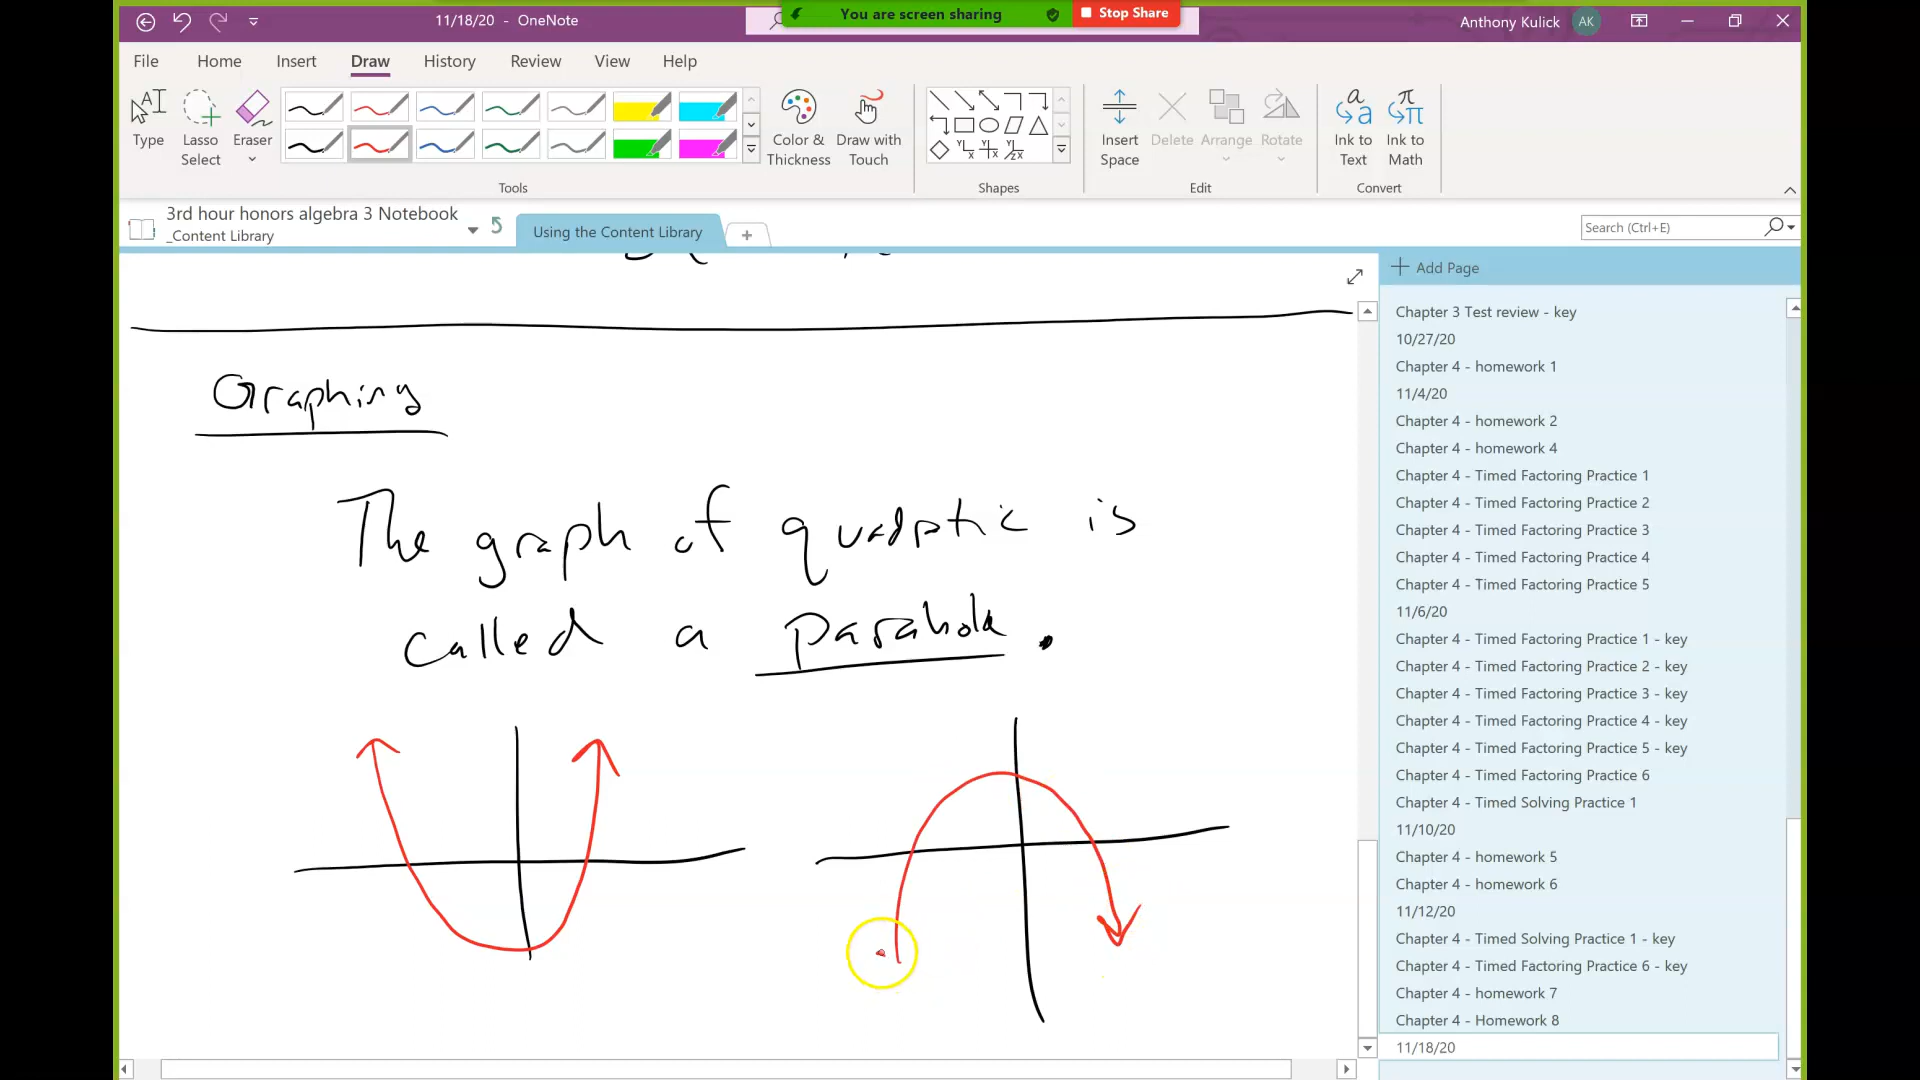 11/18/20 - OneNote
You are screen sharing
Stop Share
Anthony Kulick AK
File Home Insert Draw History Review View Help
Type
Lasso Select
Eraser
Color & Thickness
Draw with Touch
Insert Space
Delete
Arrange
Rotate
Ink to Text
Ink to Math
Tools
Shapes
Edit
Convert
3rd hour honors algebra 3 Notebook
_Content Library
Using the Content Library
Search (Ctrl+E)
Graphing
The graph of quadratic is
called a parabola.
Add Page
Chapter 3 Test review - key
10/27/20
Chapter 4 - homework 1
11/4/20
Chapter 4 - homework 2
Chapter 4 - homework 4
Chapter 4 - Timed Factoring Practice 1
Chapter 4 - Timed Factoring Practice 2
Chapter 4 - Timed Factoring Practice 3
Chapter 4 - Timed Factoring Practice 4
Chapter 4 - Timed Factoring Practice 5
11/6/20
Chapter 4 - Timed Factoring Practice 1 - key
Chapter 4 - Timed Factoring Practice 2 - key
Chapter 4 - Timed Factoring Practice 3 - key
Chapter 4 - Timed Factoring Practice 4 - key
Chapter 4 - Timed Factoring Practice 5 - key
Chapter 4 - Timed Factoring Practice 6
Chapter 4 - Timed Solving Practice 1
11/10/20
Chapter 4 - homework 5
Chapter 4 - homework 6
11/12/20
Chapter 4 - Timed Solving Practice 1 - key
Chapter 4 - Timed Factoring Practice 6 - key
Chapter 4 - homework 7
Chapter 4 - Homework 8
11/18/20